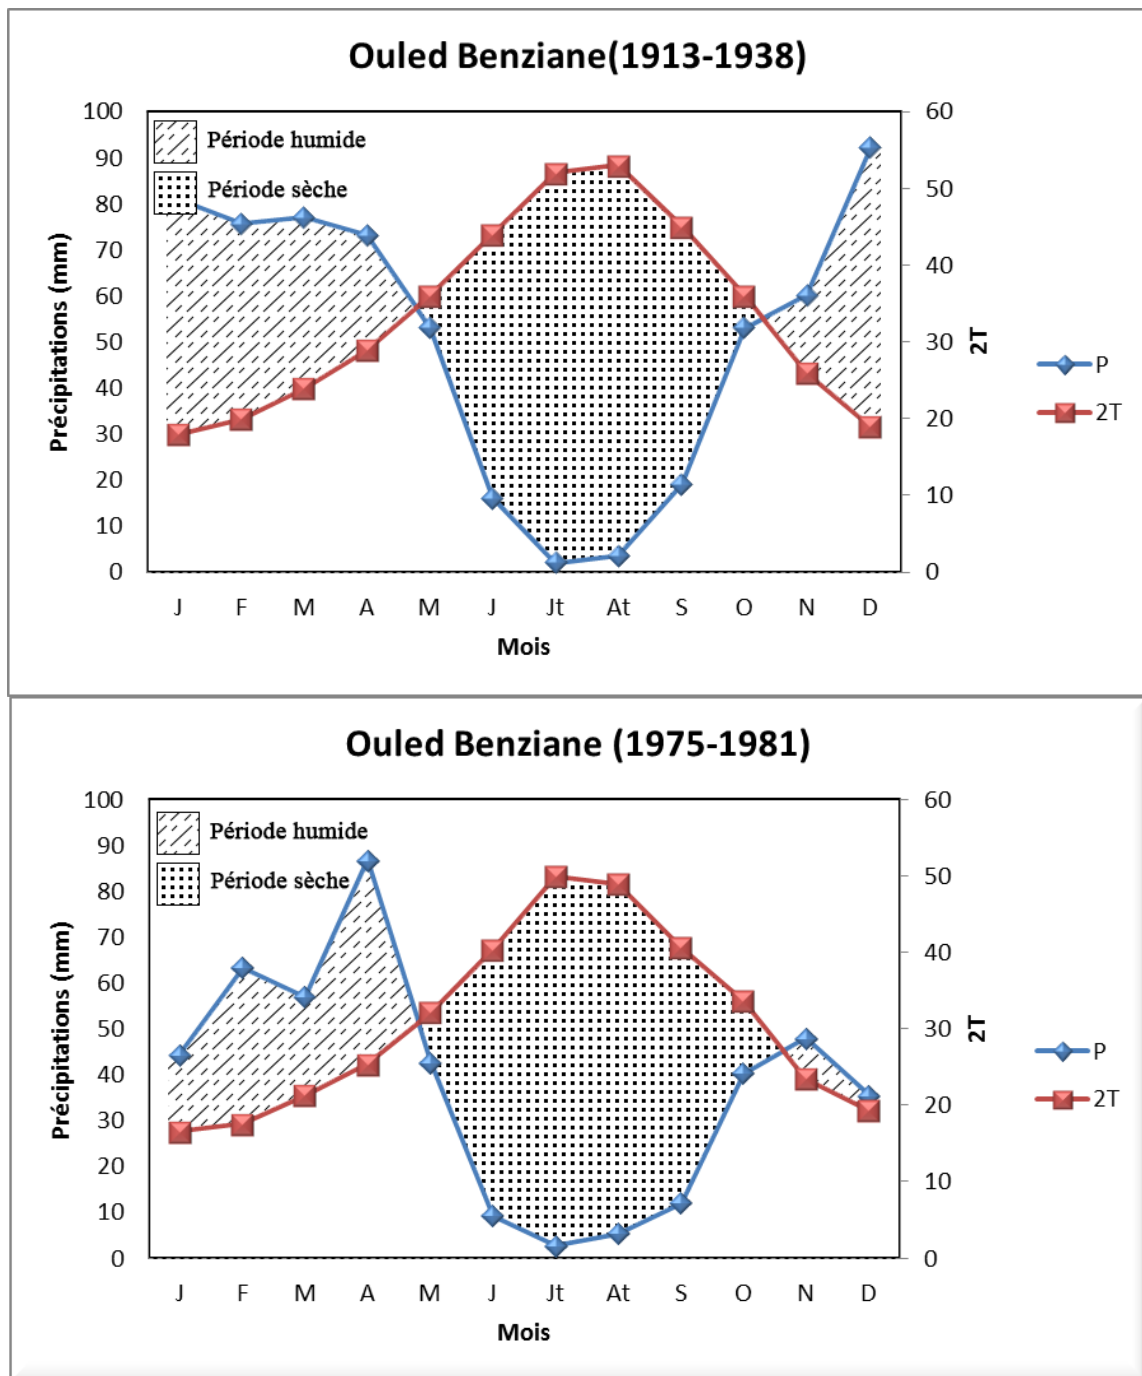 Ouled Benziane(1913-1938)
100 60
Période humide
90
50
Période sèche
80
70
40
60
50 30
40
20
30
20
10
10
0 0
Précipitations (mm)
2T
P
2T
J F M A M J Jt At S O N D
Mois
Ouled Benziane (1975-1981)
100 60
Période humide
90
50
Période sèche
80
70
40
60
50 30
40
20
30
20
10
10
0 0
Précipitations (mm)
2T
P
2T
J F M A M J Jt At S O N D
Mois